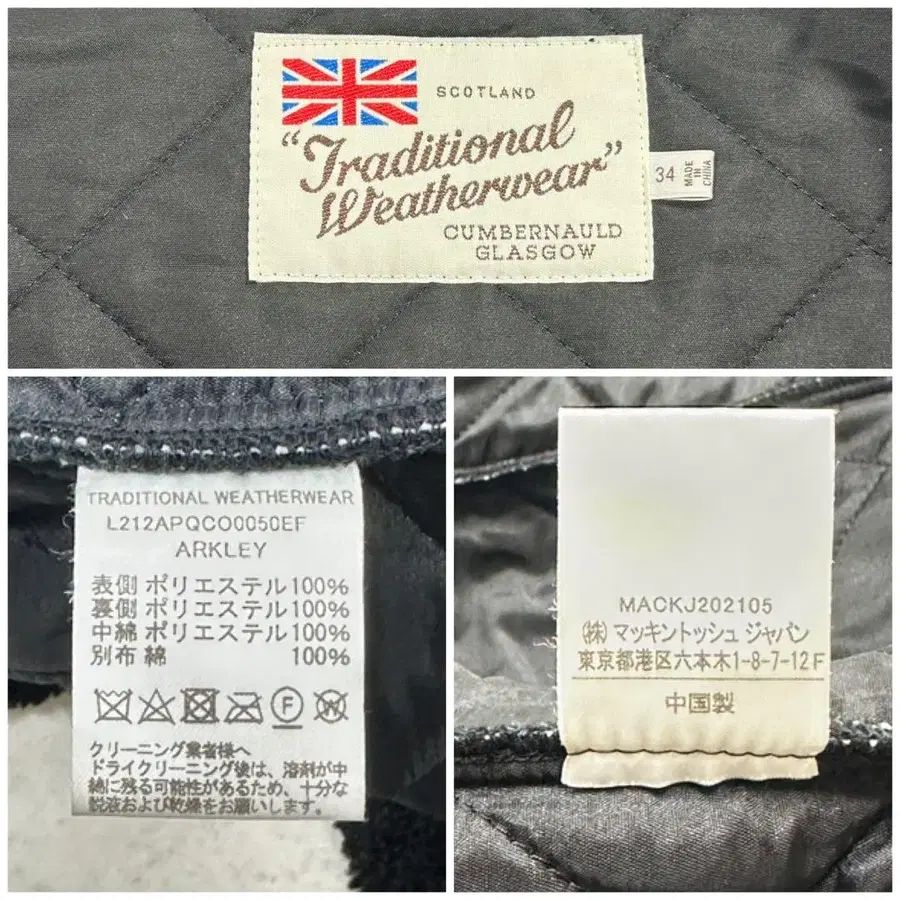 SCOTLAND
"Traditional
Weatherwear"
CUMBERNAULD
GLASGOW
34
MADE
IN
CHINA
TRADITIONAL WEATHERWEAR
L212APQCO0050EF
ARKLEY
表側 ポリエステル100%
裏側 ポリエステル100%
中綿 ポリエステル100%
別布 綿 100%
F
W
クリーニング業者様へ
ドライクリーニング後は、溶剤が中
綿に残る可能性があるため、十分な
脱液および乾燥をお願いします。
MACKJ202105
㈱ マッキントッシュ ジャパン
東京都港区六本木1-8-7-12F
中国製